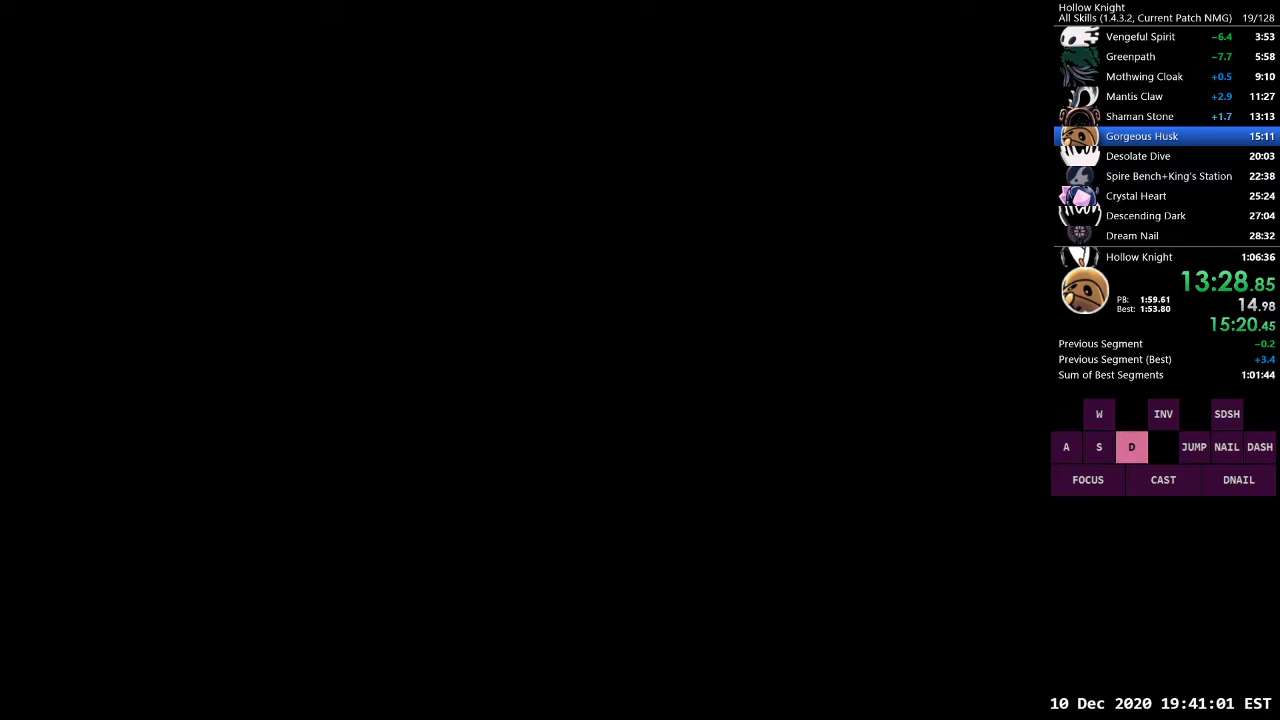 Hollow Knight
All Skills (1.4.3.2, Current Patch NMG) 19/128
Vengeful Spirit −6.4 3:53
Greenpath −7.7 5:58
Mothwing Cloak +0.5 9:10
Mantis Claw +2.9 11:27
Shaman Stone +1.7 13:13
Gorgeous Husk 15:11
Desolate Dive 20:03
Spire Bench+King's Station 22:38
Crystal Heart 25:24
Descending Dark 27:04
Dream Nail 28:32
Hollow Knight 1:06:36
13:28.85
PB: 1:59.61 14.98
Best: 1:53.80
15:20.45
Previous Segment −0.2
Previous Segment (Best) +3.4
Sum of Best Segments 1:01:44
W INV SDSH
A S D JUMP NAIL DASH
FOCUS CAST DNAIL
10 Dec 2020 19:41:01 EST